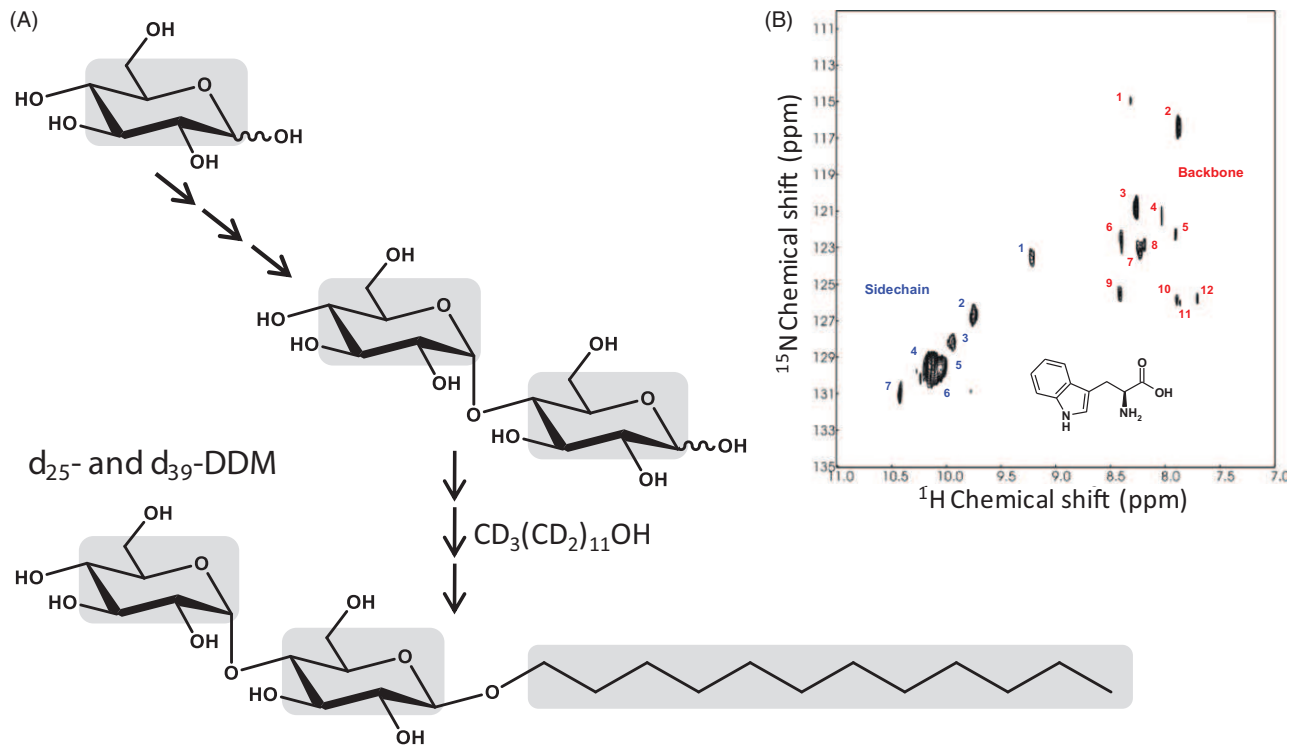 (A)
OH
HO
O
HO
OH
OH
OH
HO
O
HO
OH
O
OH
O
HO
OH
OH
d25- and d39-DDM
CD3(CD2)11OH
OH
HO
O
HO
OH
O
OH
O
HO
OH
O
(B)
15N Chemical shift (ppm)
111
113
115
117
119
121
123
125
127
129
131
133
135
11.0 10.5 10.0 9.5 9.0 8.5 8.0 7.5 7.0
1H Chemical shift (ppm)
Backbone
1
2
3
4
5
6
7
8
9
10
11
12
Sidechain
1
2
3
4
5
6
7
O
OH
NH2
N
H